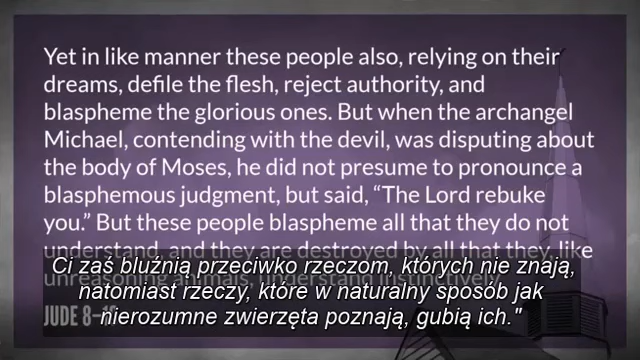 Yet in like manner these people also, relying on their
dreams, defile the flesh, reject authority, and
blaspheme the glorious ones. But when the archangel
Michael, contending with the devil, was disputing about
the body of Moses, he did not presume to pronounce a
blasphemous judgment, but said, “The Lord rebuke
you.” But these people blaspheme all that they do not
understand, and they are destroyed by all that they, like
unreasoning animals, understand instinctively.
Ci zaś bluźnią przeciwko rzeczom, których nie znają,
natomiast rzeczy, które w naturalny sposób jak
nierozumne zwierzęta poznają, gubią ich."
JUDE 8–